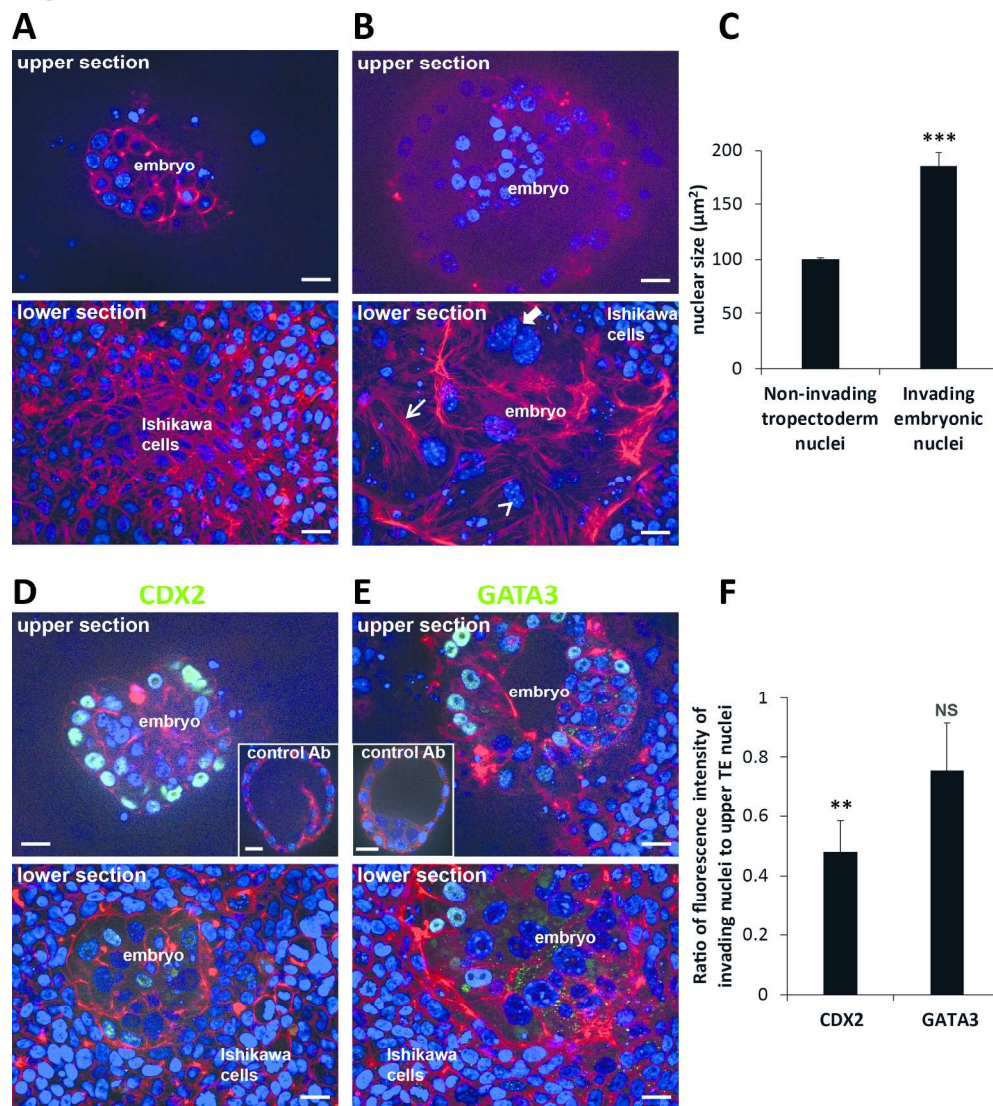 A
upper section
embryo
lower section
Ishikawa
cells
B
upper section
embryo
lower section
Ishikawa
cells
embryo
C
nuclear size (µm²)
200
150
100
50
0
***
Non-invading
tropectoderm
nuclei
Invading
embryonic
nuclei
D
CDX2
upper section
embryo
control Ab
lower section
embryo
Ishikawa
cells
E
GATA3
upper section
embryo
control Ab
lower section
embryo
Ishikawa
cells
F
Ratio of fluorescence intensity of
invading nuclei to upper TE nuclei
1
0.8
0.6
0.4
0.2
0
**
NS
CDX2
GATA3